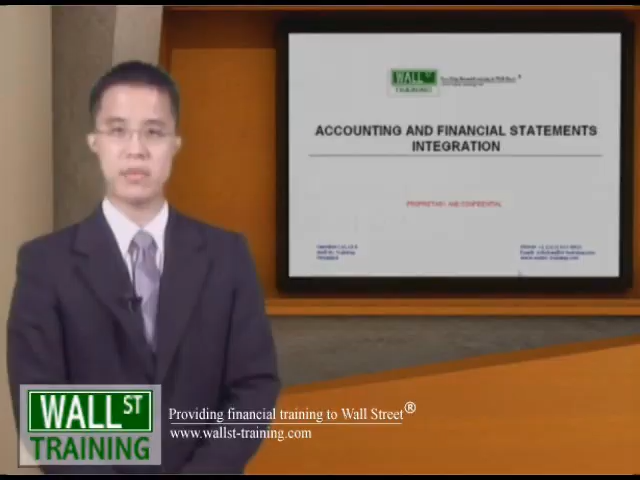 WALL ST
TRAINING
ACCOUNTING AND FINANCIAL STATEMENTS
INTEGRATION
PROPRIETARY AND CONFIDENTIAL
WALL ST
TRAINING
Providing financial training to Wall Street®
www.wallst-training.com